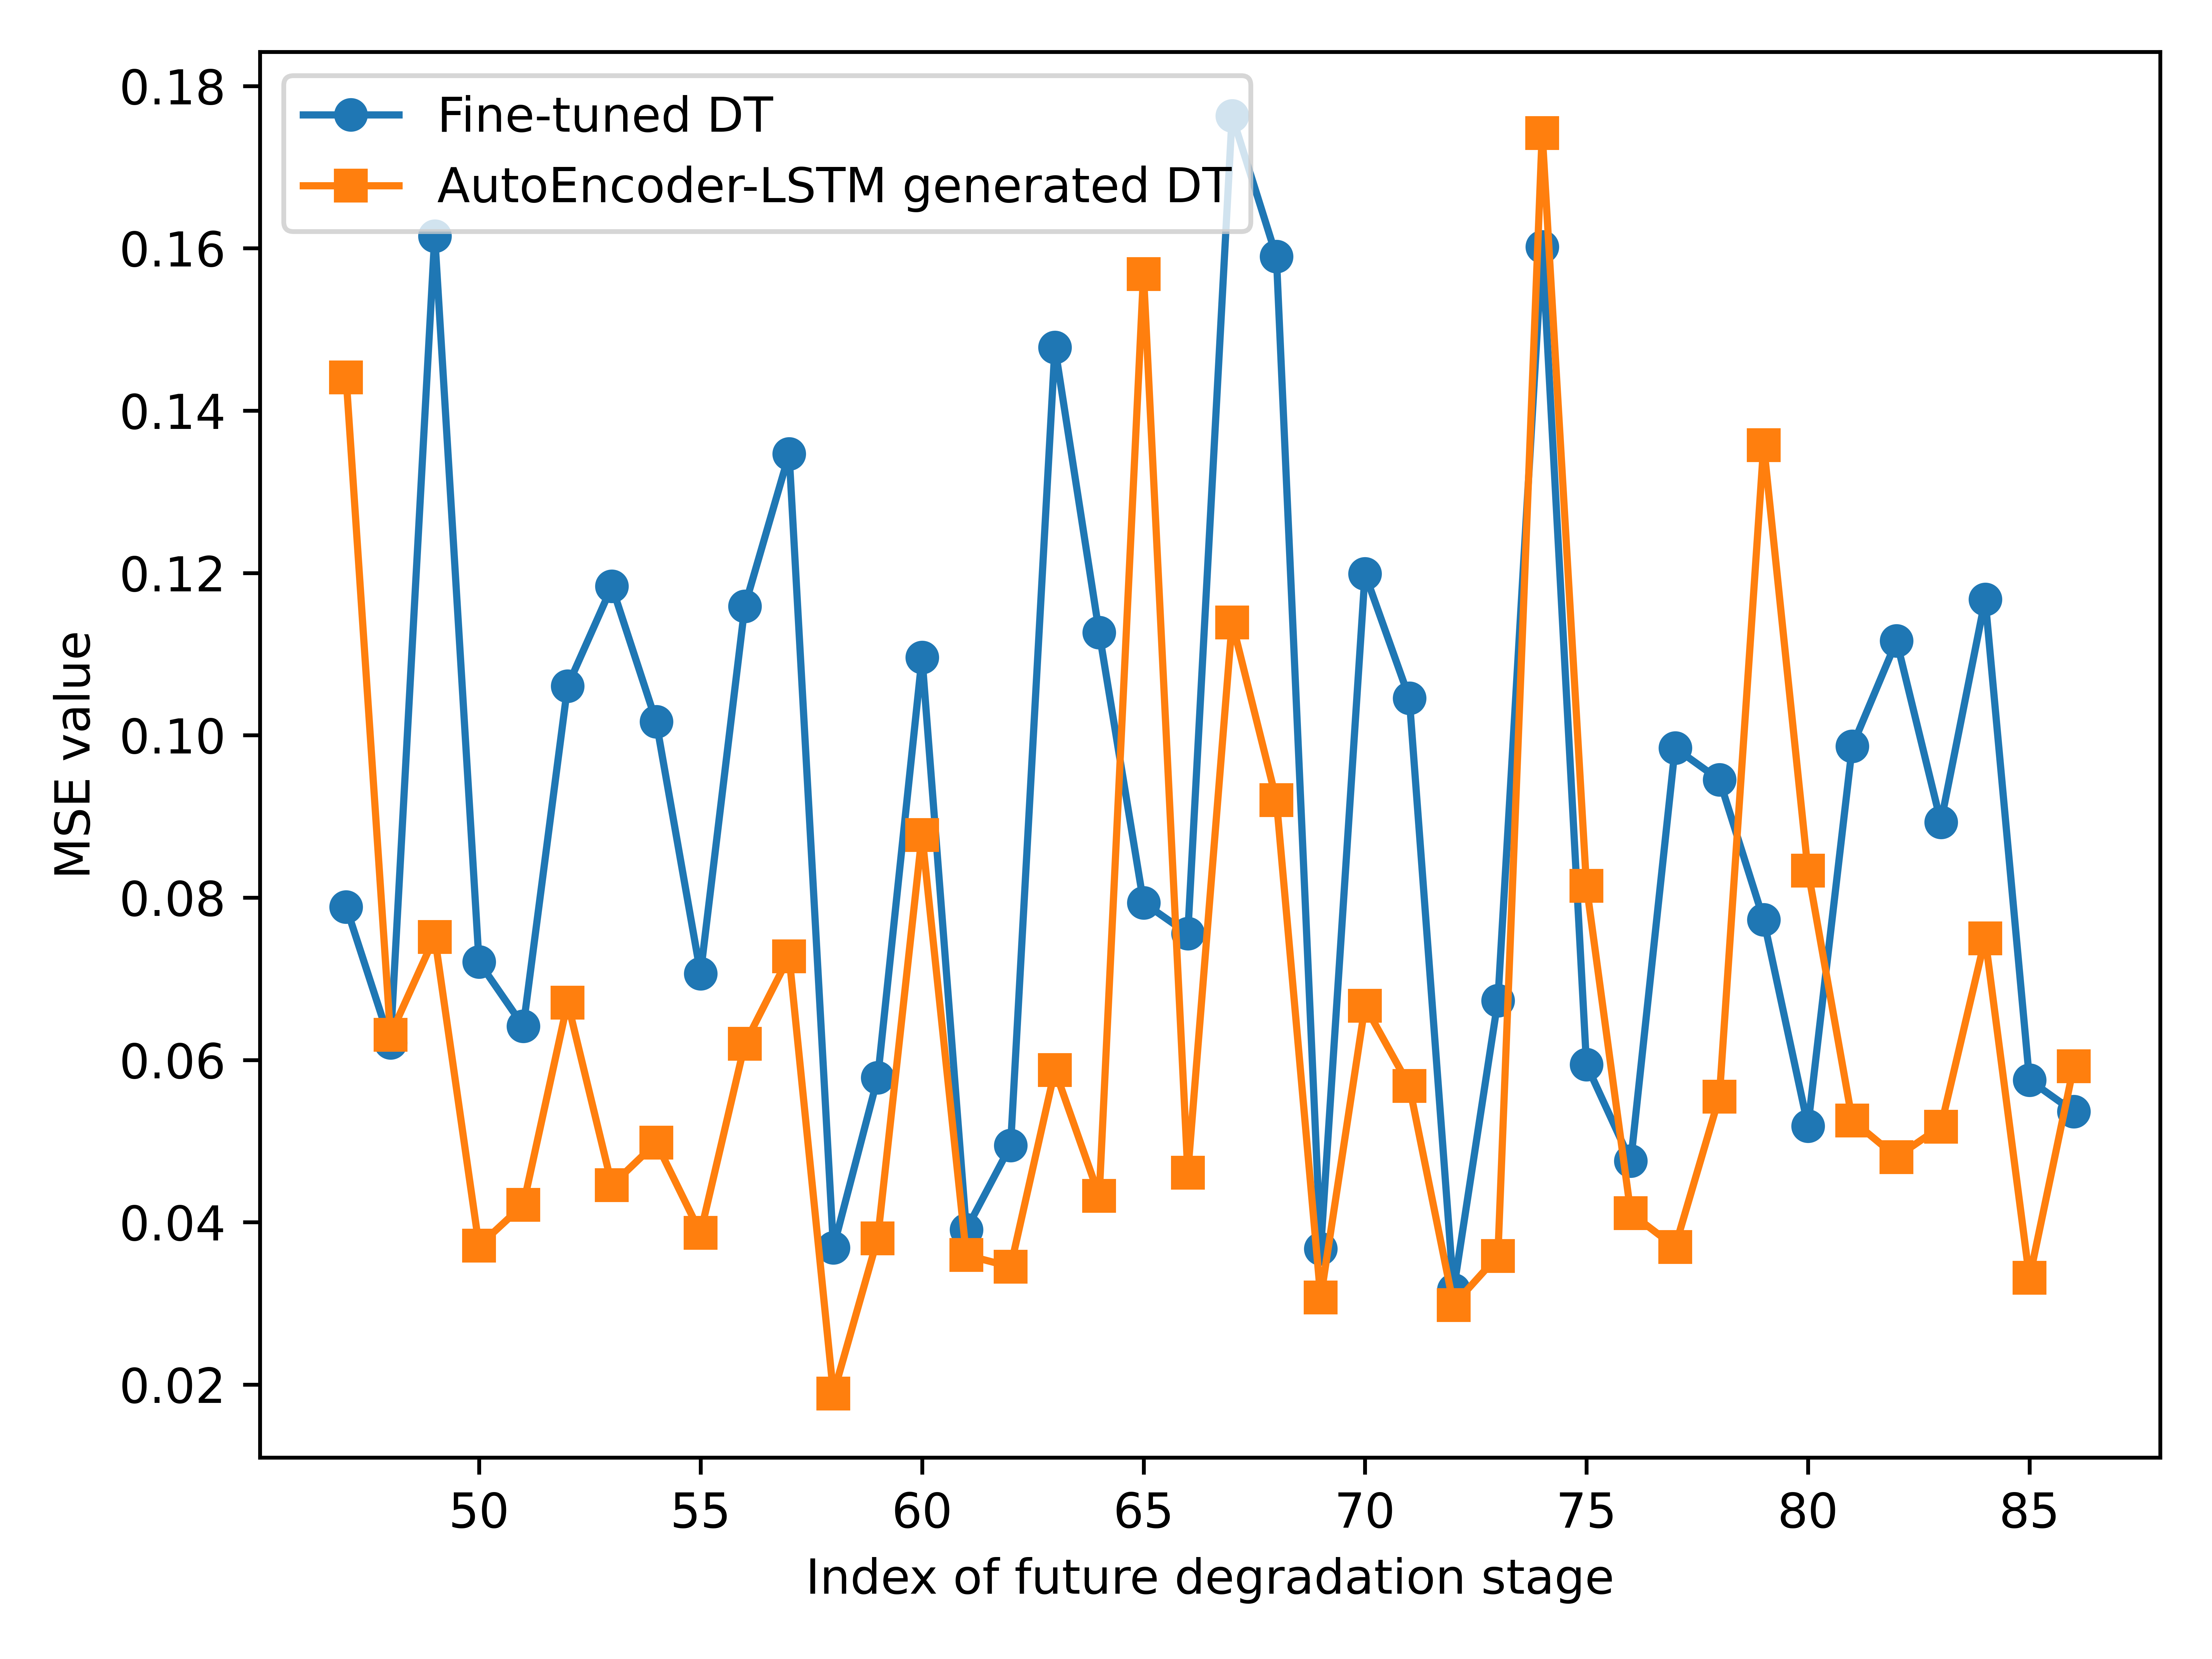 Fine-tuned DT
AutoEncoder-LSTM generated DT
0.18
0.16
0.14
0.12
0.10
0.08
0.06
0.04
0.02
MSE value
50 55 60 65 70 75 80 85
Index of future degradation stage